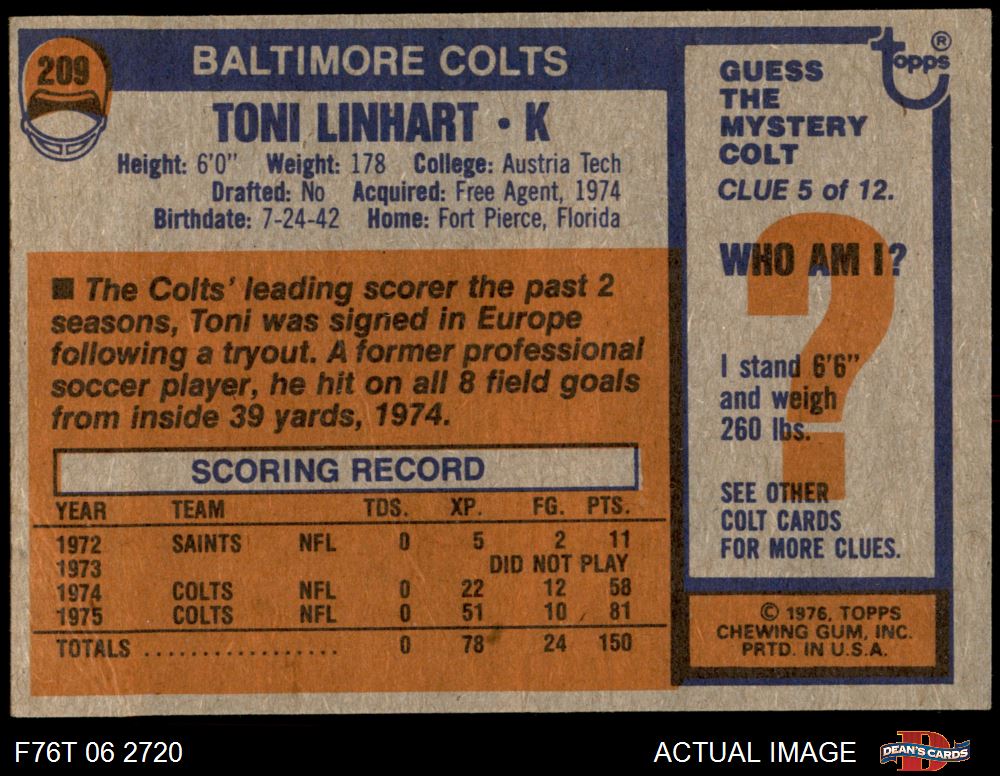 209
BALTIMORE COLTS
TONI LINHART • K
Height: 6'0" Weight: 178 College: Austria Tech
Drafted: No Acquired: Free Agent, 1974
Birthdate: 7-24-42 Home: Fort Pierce, Florida
■ The Colts' leading scorer the past 2
seasons, Toni was signed in Europe
following a tryout. A former professional
soccer player, he hit on all 8 field goals
from inside 39 yards, 1974.
SCORING RECORD
YEAR TEAM TDS. XP. FG. PTS.
1972 SAINTS NFL 0 5 2 11
1973 DID NOT PLAY
1974 COLTS NFL 0 22 12 58
1975 COLTS NFL 0 51 10 81
TOTALS .................. 0 78 24 150
topps ®
GUESS
THE
MYSTERY
COLT
CLUE 5 of 12.
WHO AM I?
?
I stand 6'6"
and weigh
260 lbs.
SEE OTHER
COLT CARDS
FOR MORE CLUES.
© 1976, TOPPS
CHEWING GUM, INC.
PRTD. IN U.S.A.
F76T 06 2720
ACTUAL IMAGE
D
DEAN'S CARDS